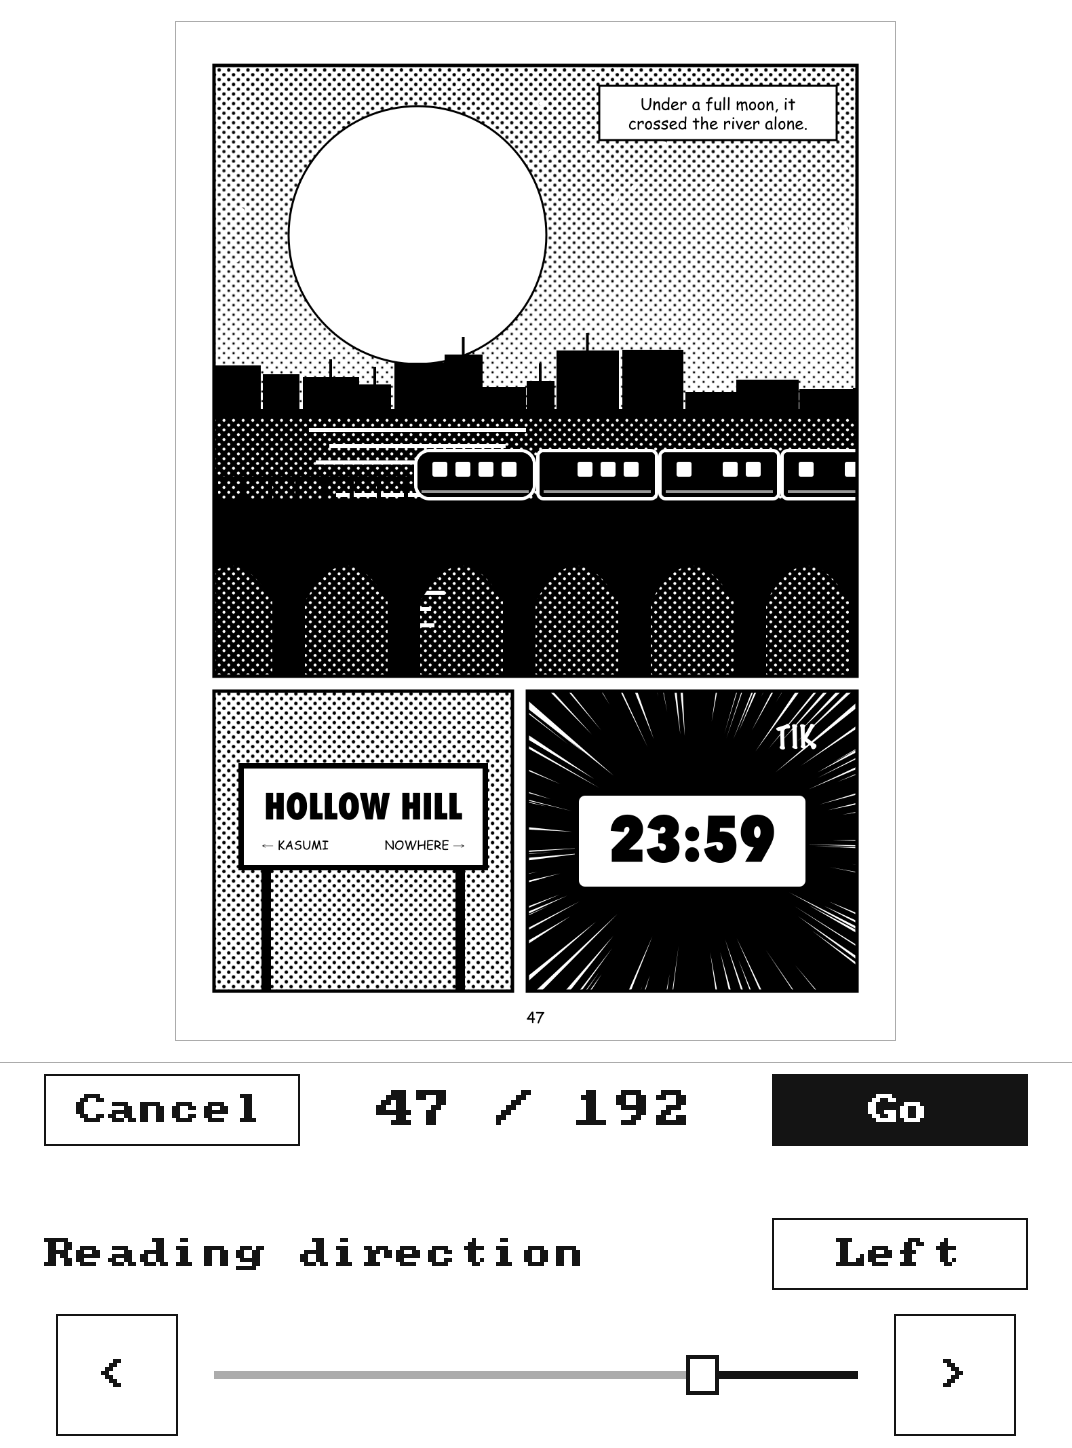 Under a full moon, it
crossed the river alone.
TIK
23:59
HOLLOW HILL
← KASUMI NOWHERE →
47
Cancel 47 / 192 Go
Reading direction Left
< >